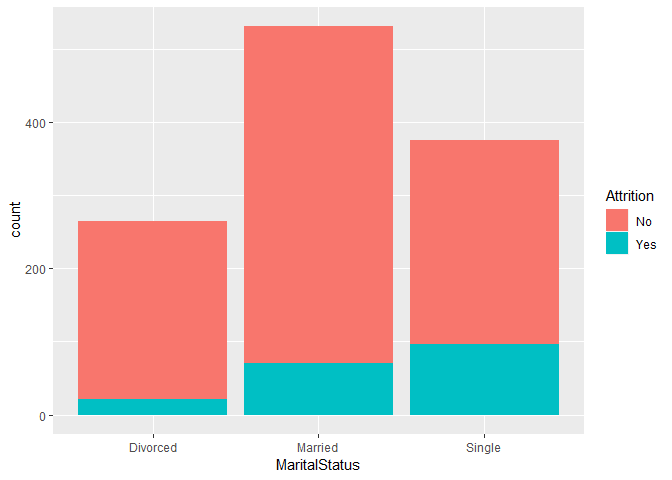 count
400
200
0
Divorced
Married
Single
MaritalStatus
Attrition
No
Yes